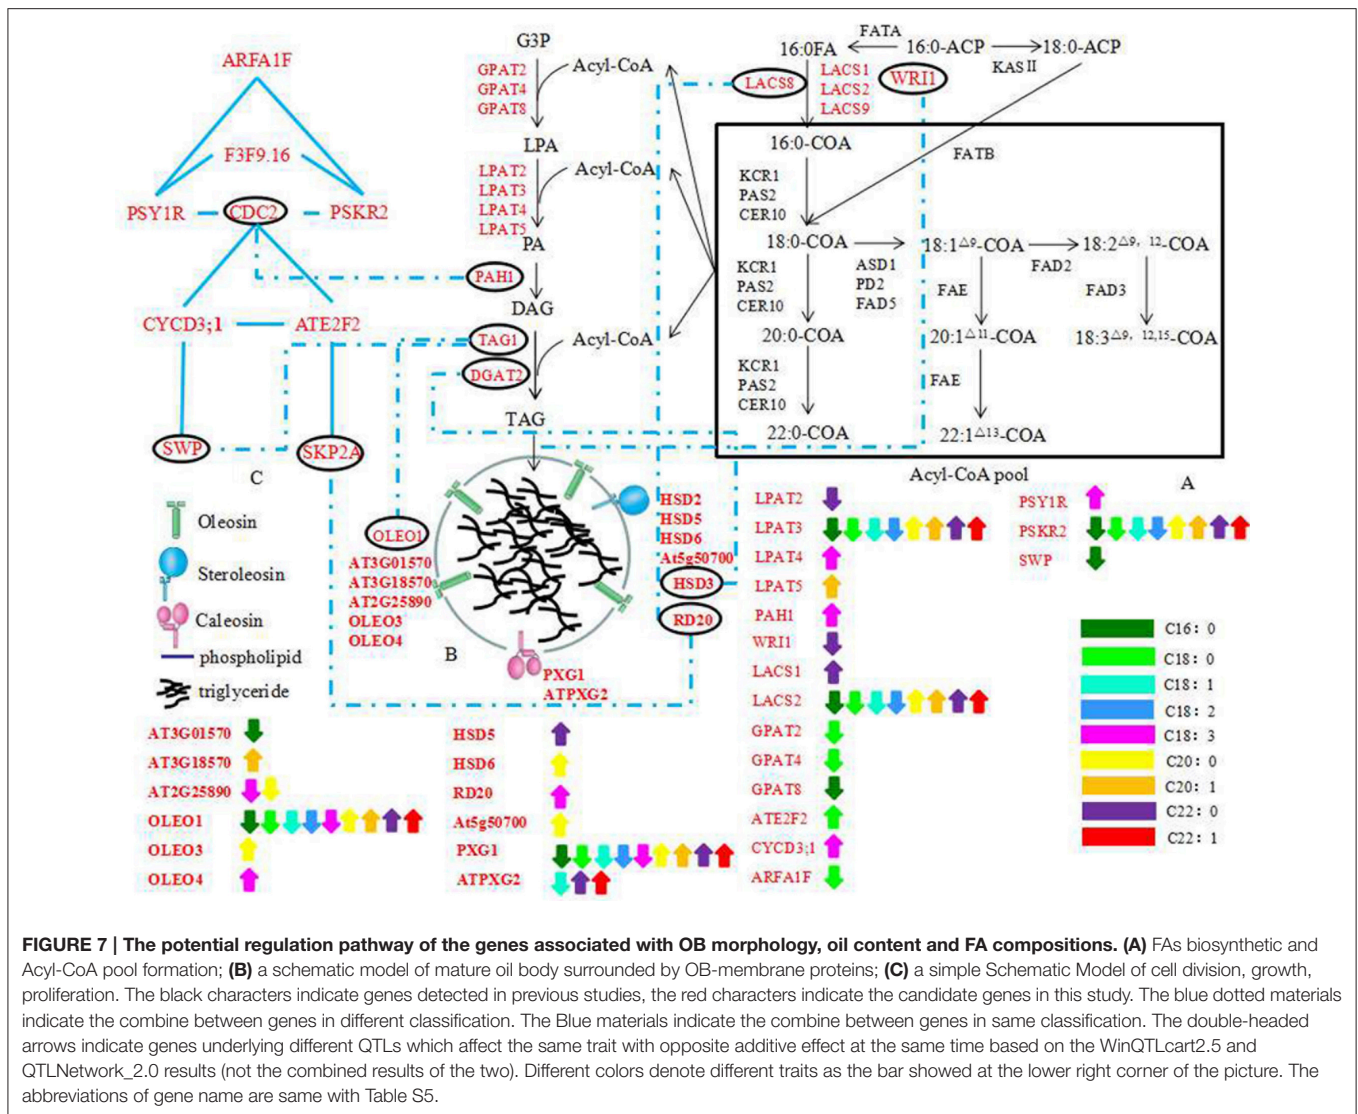 ARFA1F
F3F9.16
PSY1R
CDC2
PSKR2
CYCD3;1
ATE2F2
SWP
SKP2A
C
G3P
GPAT2
GPAT4
GPAT8
Acyl-CoA
LPA
LPAT2
LPAT3
LPAT4
LPAT5
Acyl-CoA
PA
PAH1
DAG
TAG1
DGAT2
Acyl-CoA
TAG
FATA
16:0FA
16:0-ACP
18:0-ACP
KAS II
LACS8
LACS1
LACS2
LACS9
WRI1
16:0-COA
FATB
KCR1
PAS2
CER10
18:0-COA
18:1△9-COA
18:2△9, 12-COA
KCR1
PAS2
CER10
ASD1
PD2
FAD5
FAD2
FAE
FAD3
20:0-COA
20:1△11-COA
18:3△9, 12,15-COA
KCR1
PAS2
CER10
FAE
22:0-COA
22:1△13-COA
Acyl-CoA pool
A
Oleosin
Steroleosin
Caleosin
phospholipid
triglyceride
OLEO1
AT3G01570
AT3G18570
AT2G25890
OLEO3
OLEO4
B
HSD2
HSD5
HSD6
At5g50700
HSD3
RD20
PXG1
ATPXG2
AT3G01570
AT3G18570
AT2G25890
OLEO1
OLEO3
OLEO4
HSD5
HSD6
RD20
At5g50700
PXG1
ATPXG2
LPAT2
LPAT3
LPAT4
LPAT5
PAH1
WRI1
LACS1
LACS2
GPAT2
GPAT4
GPAT8
ATE2F2
CYCD3;1
ARFA1F
PSY1R
PSKR2
SWP
C16: 0
C18: 0
C18: 1
C18: 2
C18: 3
C20: 0
C20: 1
C22: 0
C22: 1
FIGURE 7 | The potential regulation pathway of the genes associated with OB morphology, oil content and FA compositions. (A) FAs biosynthetic and
Acyl-CoA pool formation; (B) a schematic model of mature oil body surrounded by OB-membrane proteins; (C) a simple Schematic Model of cell division, growth,
proliferation. The black characters indicate genes detected in previous studies, the red characters indicate the candidate genes in this study. The blue dotted materials
indicate the combine between genes in different classification. The Blue materials indicate the combine between genes in same classification. The double-headed
arrows indicate genes underlying different QTLs which affect the same trait with opposite additive effect at the same time based on the WinQTLcart2.5 and
QTLNetwork_2.0 results (not the combined results of the two). Different colors denote different traits as the bar showed at the lower right corner of the picture. The
abbreviations of gene name are same with Table S5.